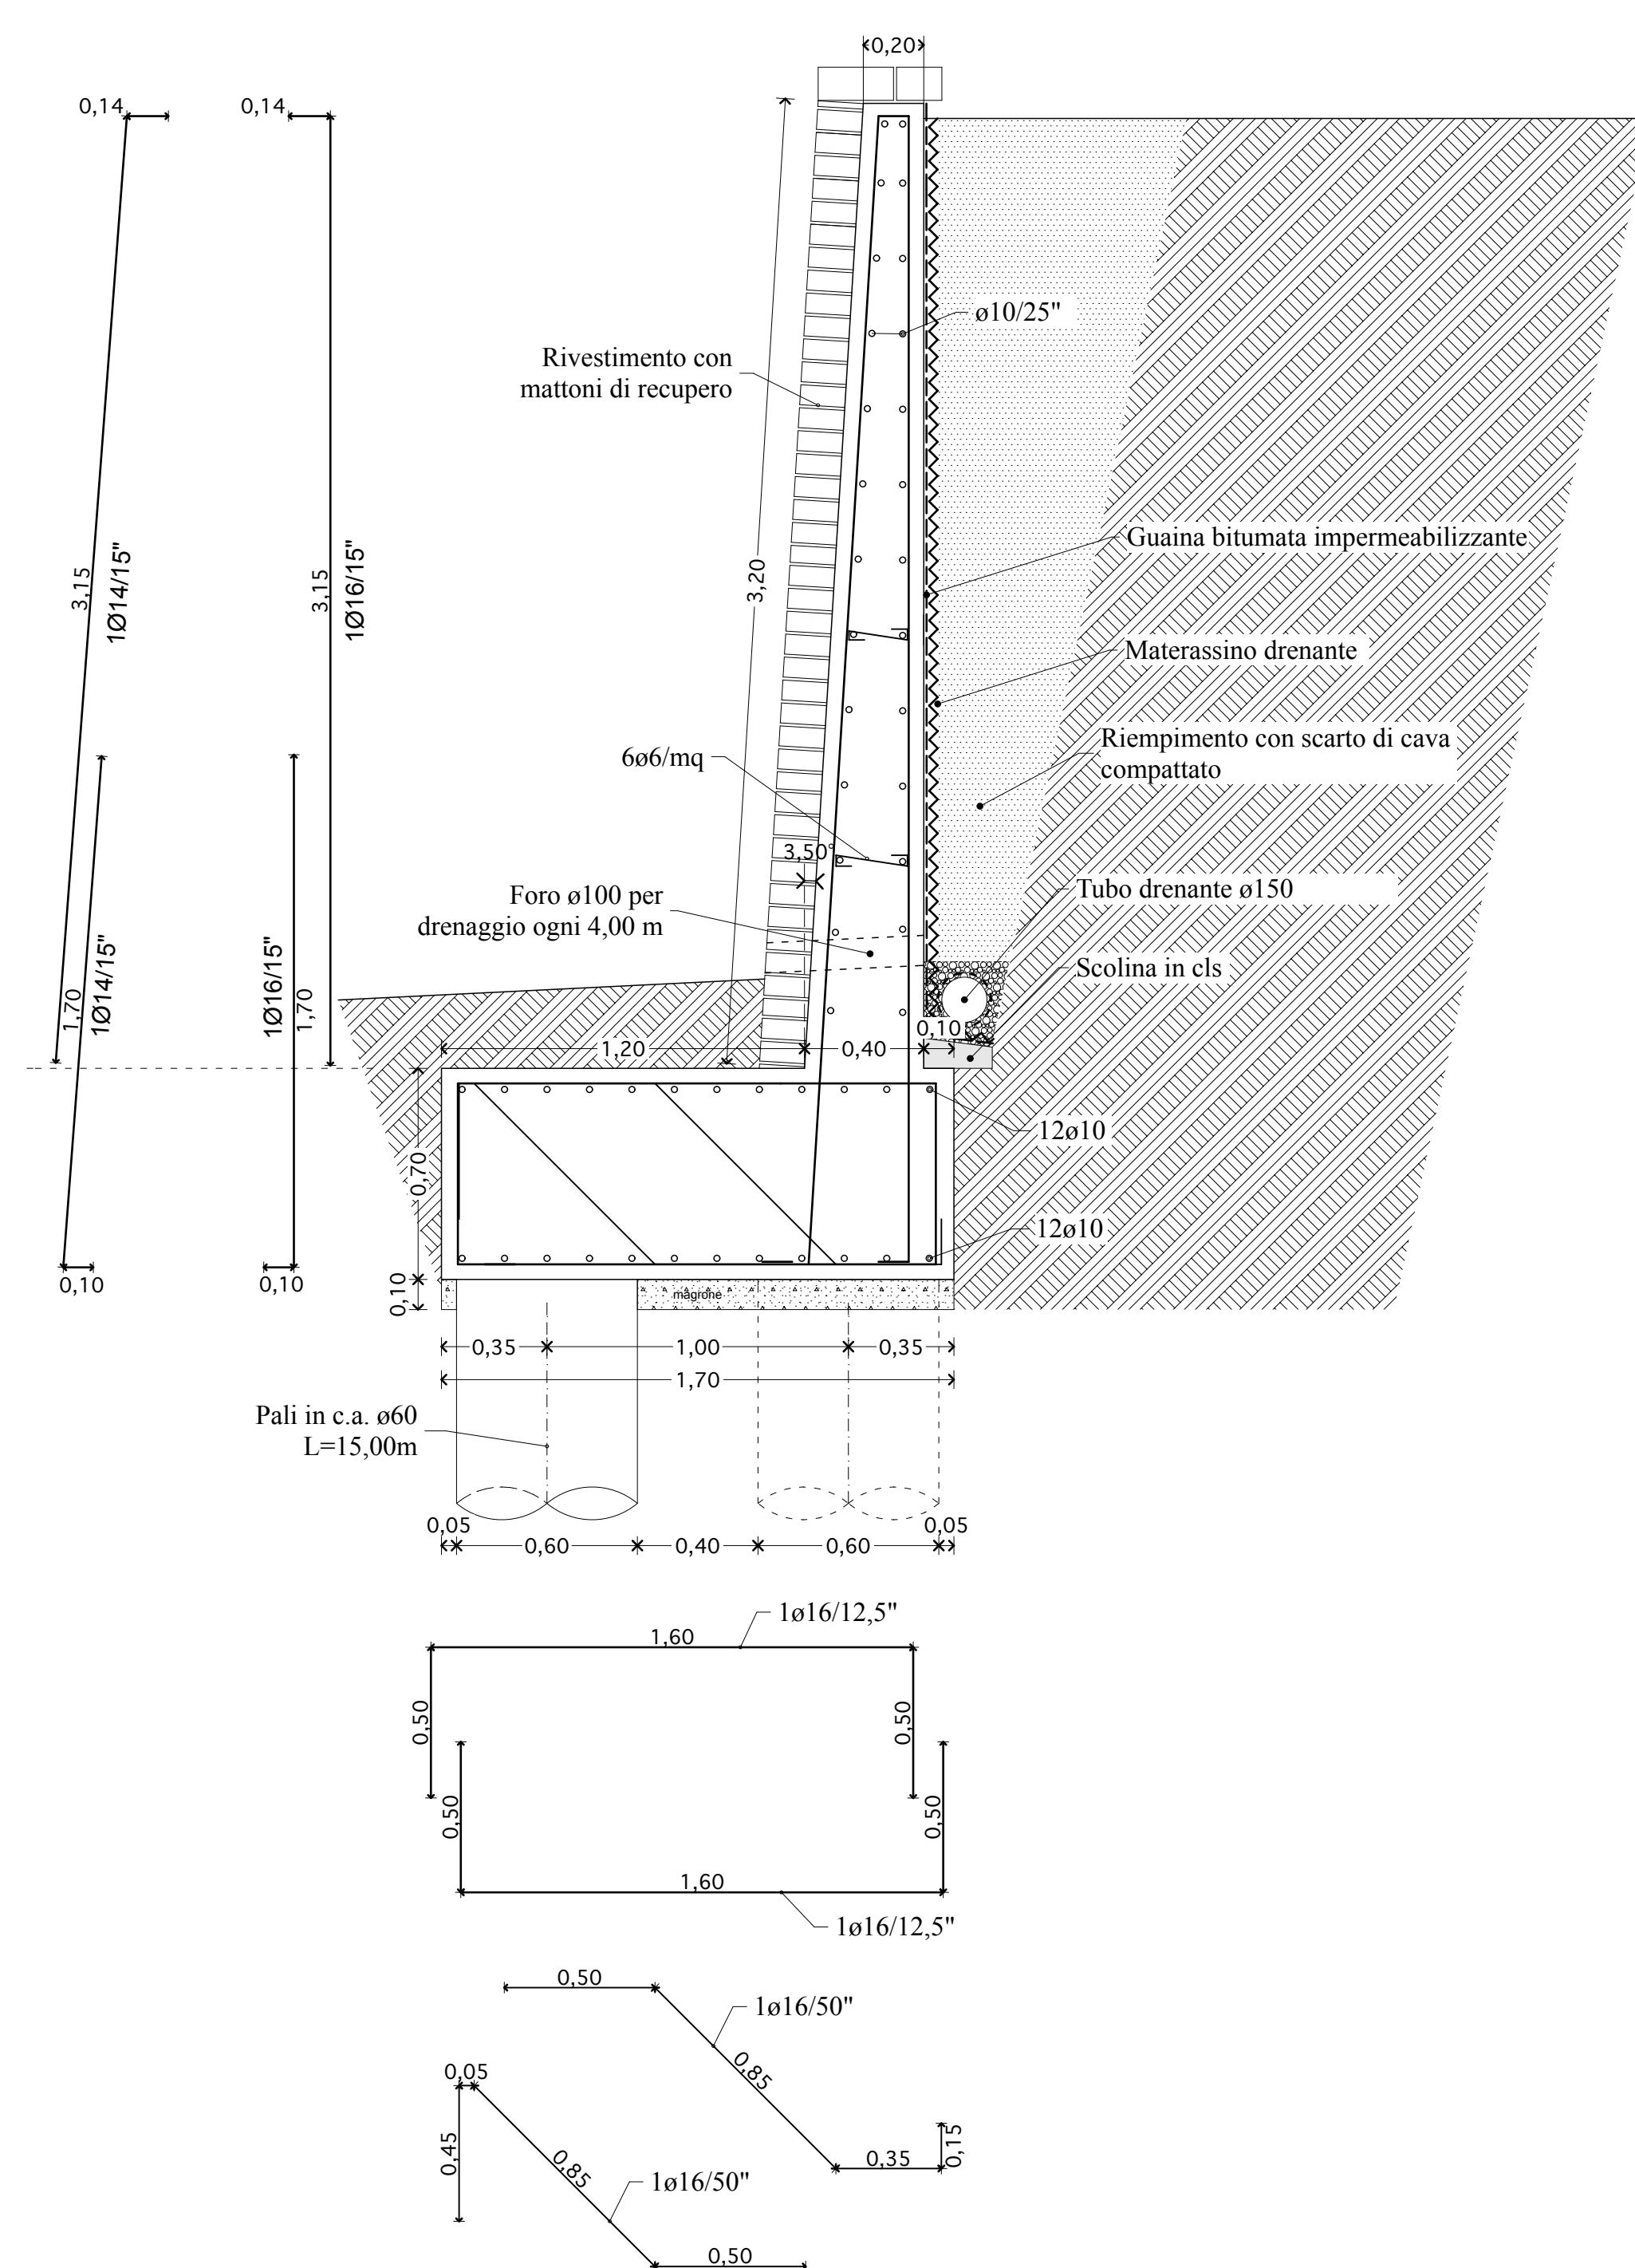 0,20
0,14
0,14
ø10/25"
Rivestimento con
mattoni di recupero
Guaina bitumata impermeabilizzante
3,15
1Ø14/15"
3,15
1Ø16/15"
3,20
Materassino drenante
Riempimento con scarto di cava
compattato
6ø6/mq
3,50°
Foro ø100 per
drenaggio ogni 4,00 m
Tubo drenante ø150
Scolina in cls
1,70
1Ø14/15"
1Ø16/15"
1,70
0,10
1,20
0,40
12ø10
0,70
12ø10
0,10
0,10
0,10
magrone
0,35
1,00
0,35
1,70
Pali in c.a. ø60
L=15,00m
0,05
0,05
0,60
0,40
0,60
1ø16/12,5"
1,60
0,50
0,50
0,50
0,50
1,60
1ø16/12,5"
0,50
1ø16/50"
0,85
0,05
0,45
0,85
0,35
0,15
1ø16/50"
0,50